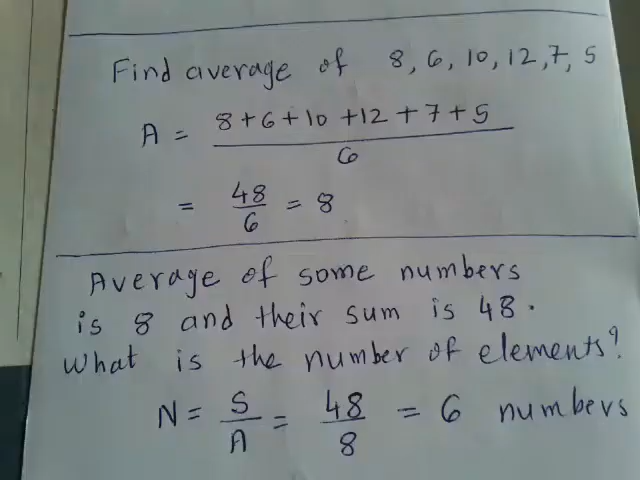 Find average of 8, 6, 10, 12, 7, 5
A = 8+6+10+12+7+5
6
= 48/6 = 8
Average of some numbers
is 8 and their sum is 48.
What is the number of elements?
N = S/A = 48/8 = 6 numbers